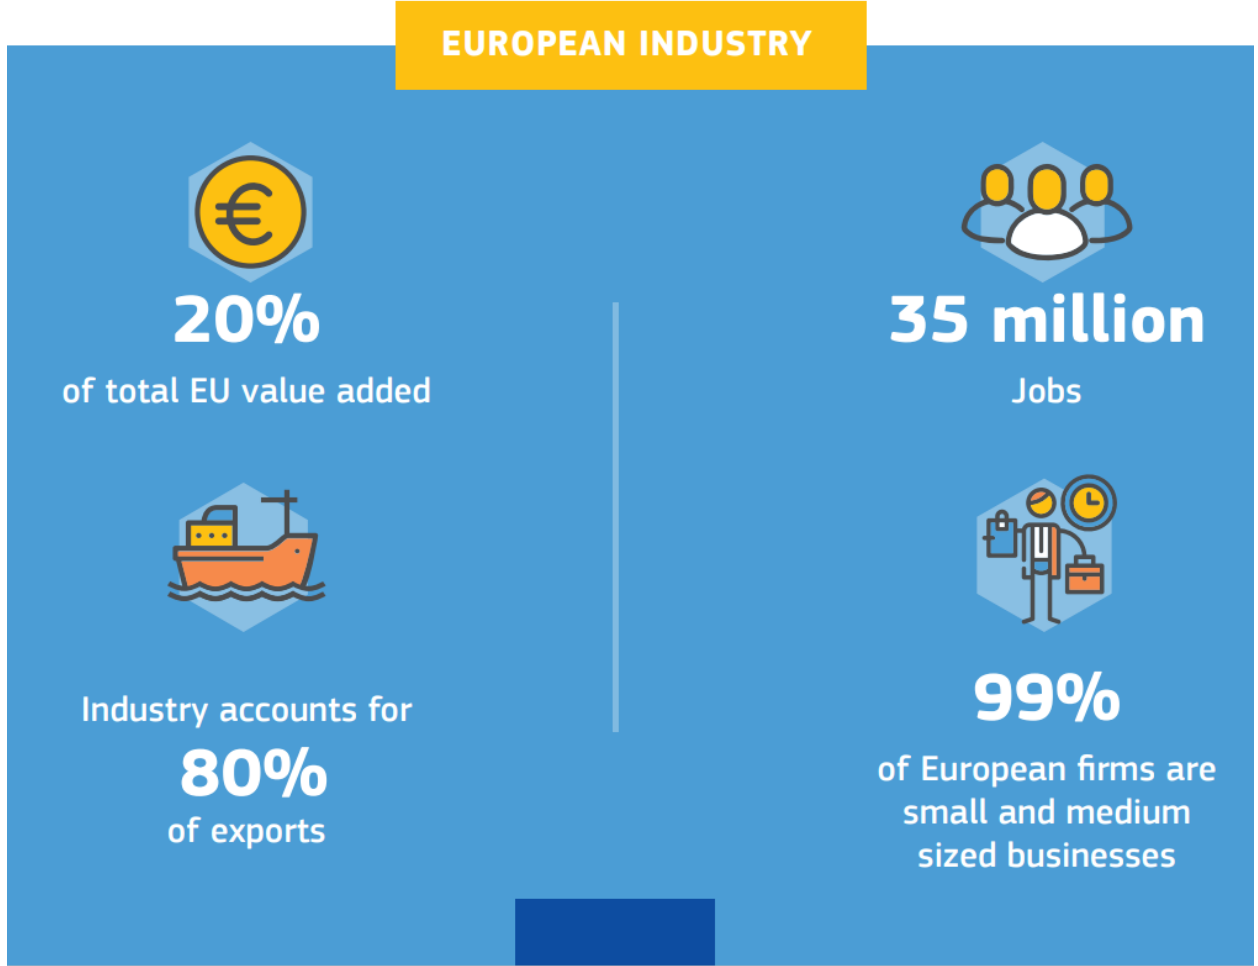 EUROPEAN INDUSTRY
€
20%
of total EU value added
35 million
Jobs
Industry accounts for
80%
of exports
99%
of European firms are
small and medium
sized businesses